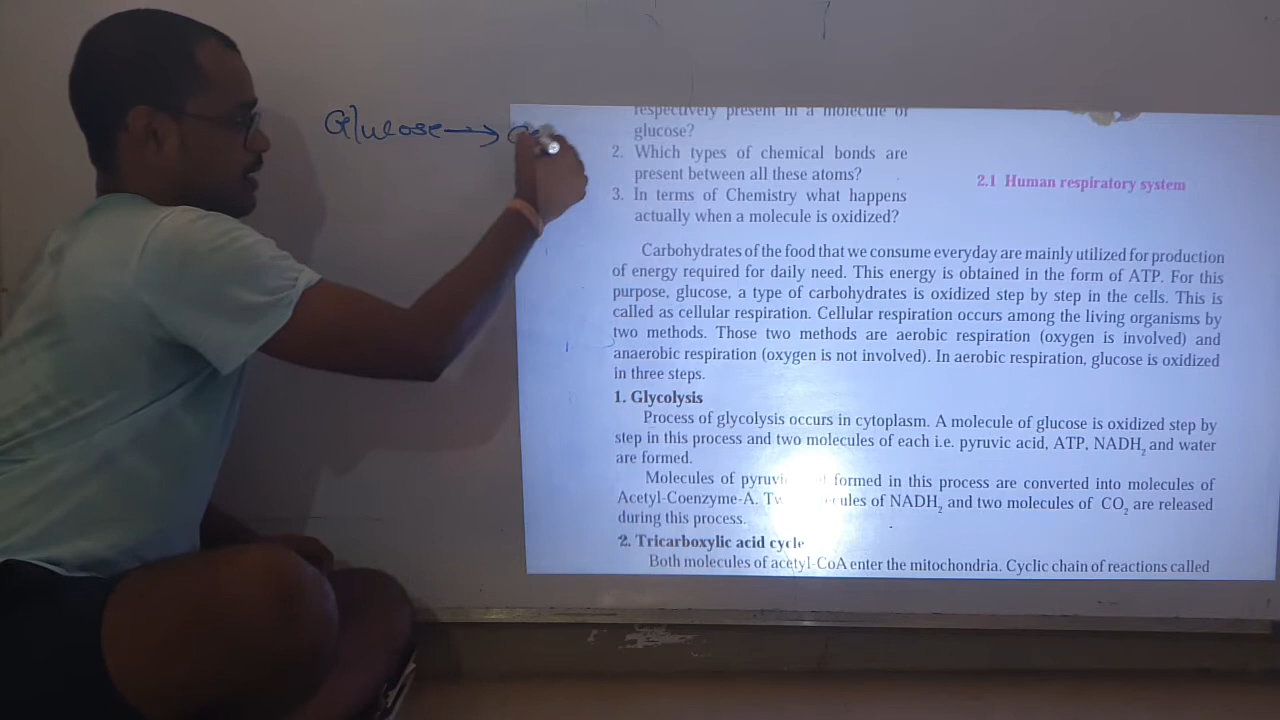 Glucose →
respectively present in a molecule of
glucose?
2. Which types of chemical bonds are
present between all these atoms?
3. In terms of Chemistry what happens
actually when a molecule is oxidized?
2.1 Human respiratory system
Carbohydrates of the food that we consume everyday are mainly utilized for production
of energy required for daily need. This energy is obtained in the form of ATP. For this
purpose, glucose, a type of carbohydrates is oxidized step by step in the cells. This is
called as cellular respiration. Cellular respiration occurs among the living organisms by
two methods. Those two methods are aerobic respiration (oxygen is involved) and
anaerobic respiration (oxygen is not involved). In aerobic respiration, glucose is oxidized
in three steps.
1. Glycolysis
Process of glycolysis occurs in cytoplasm. A molecule of glucose is oxidized step by
step in this process and two molecules of each i.e. pyruvic acid, ATP, NADH₂ and water
are formed.
Molecules of formed in this process are converted into molecules of
Acetyl-Coenzyme-A. of NADH₂ and two molecules of CO₂ are released
during this process.
2. Tricarboxylic acid cycle
Both molecules of acetyl-CoA enter the mitochondria. Cyclic chain of reactions called